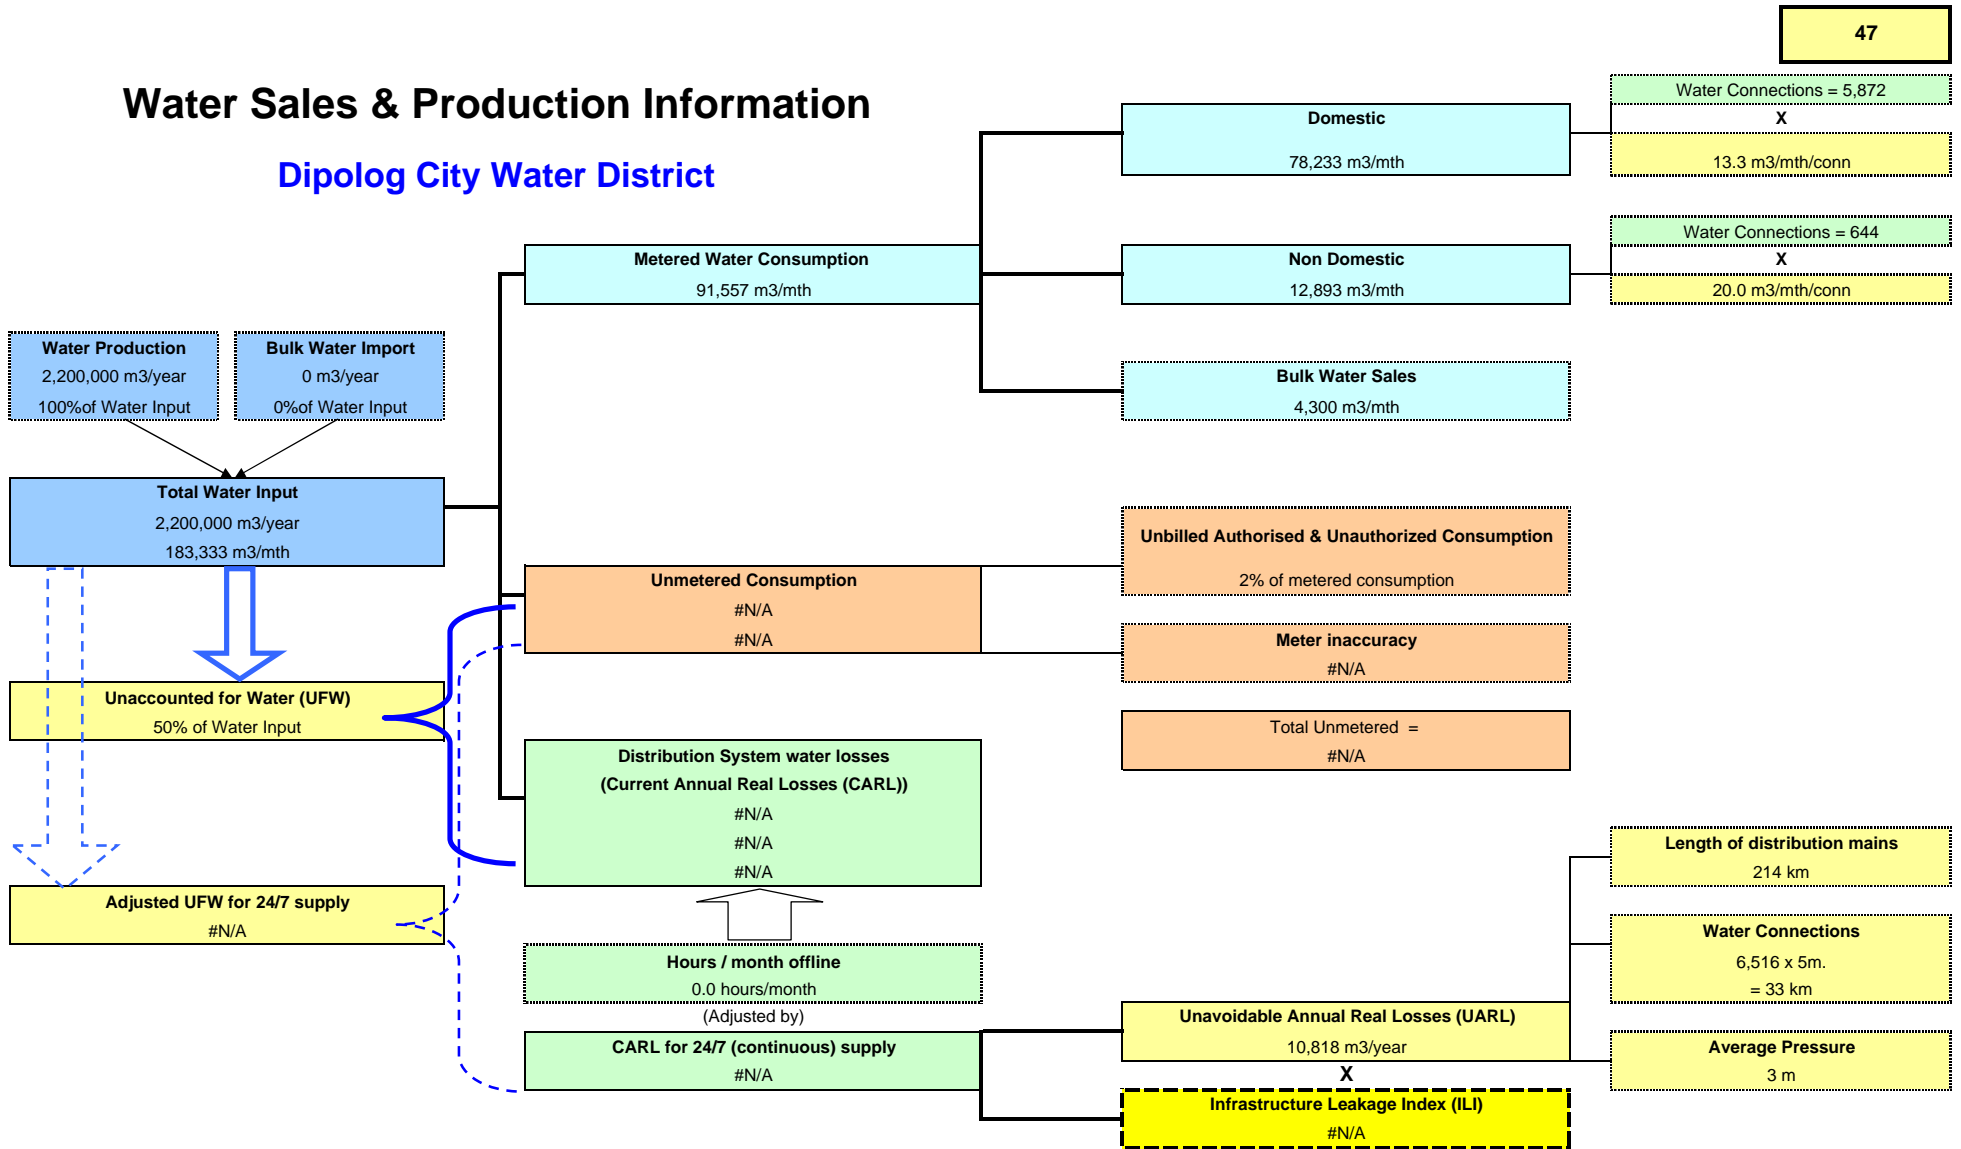 47
Water Sales & Production Information
Dipolog City Water District
Domestic
78,233 m3/mth
Water Connections = 5,872
X
13.3 m3/mth/conn
Metered Water Consumption
91,557 m3/mth
Non Domestic
12,893 m3/mth
Water Connections = 644
X
20.0 m3/mth/conn
Bulk Water Sales
4,300 m3/mth
Water Production
2,200,000 m3/year
100%of Water Input
Bulk Water Import
0 m3/year
0%of Water Input
Total Water Input
2,200,000 m3/year
183,333 m3/mth
Unmetered Consumption
#N/A
#N/A
Unbilled Authorised & Unauthorized Consumption
2% of metered consumption
Meter inaccuracy
#N/A
Total Unmetered =
#N/A
Unaccounted for Water (UFW)
50% of Water Input
Distribution System water losses
(Current Annual Real Losses (CARL))
#N/A
#N/A
#N/A
Adjusted UFW for 24/7 supply
#N/A
Hours / month offline
0.0 hours/month
(Adjusted by)
CARL for 24/7 (continuous) supply
#N/A
Unavoidable Annual Real Losses (UARL)
10,818 m3/year
X
Infrastructure Leakage Index (ILI)
#N/A
Length of distribution mains
214 km
Water Connections
6,516 x 5m.
= 33 km
Average Pressure
3 m